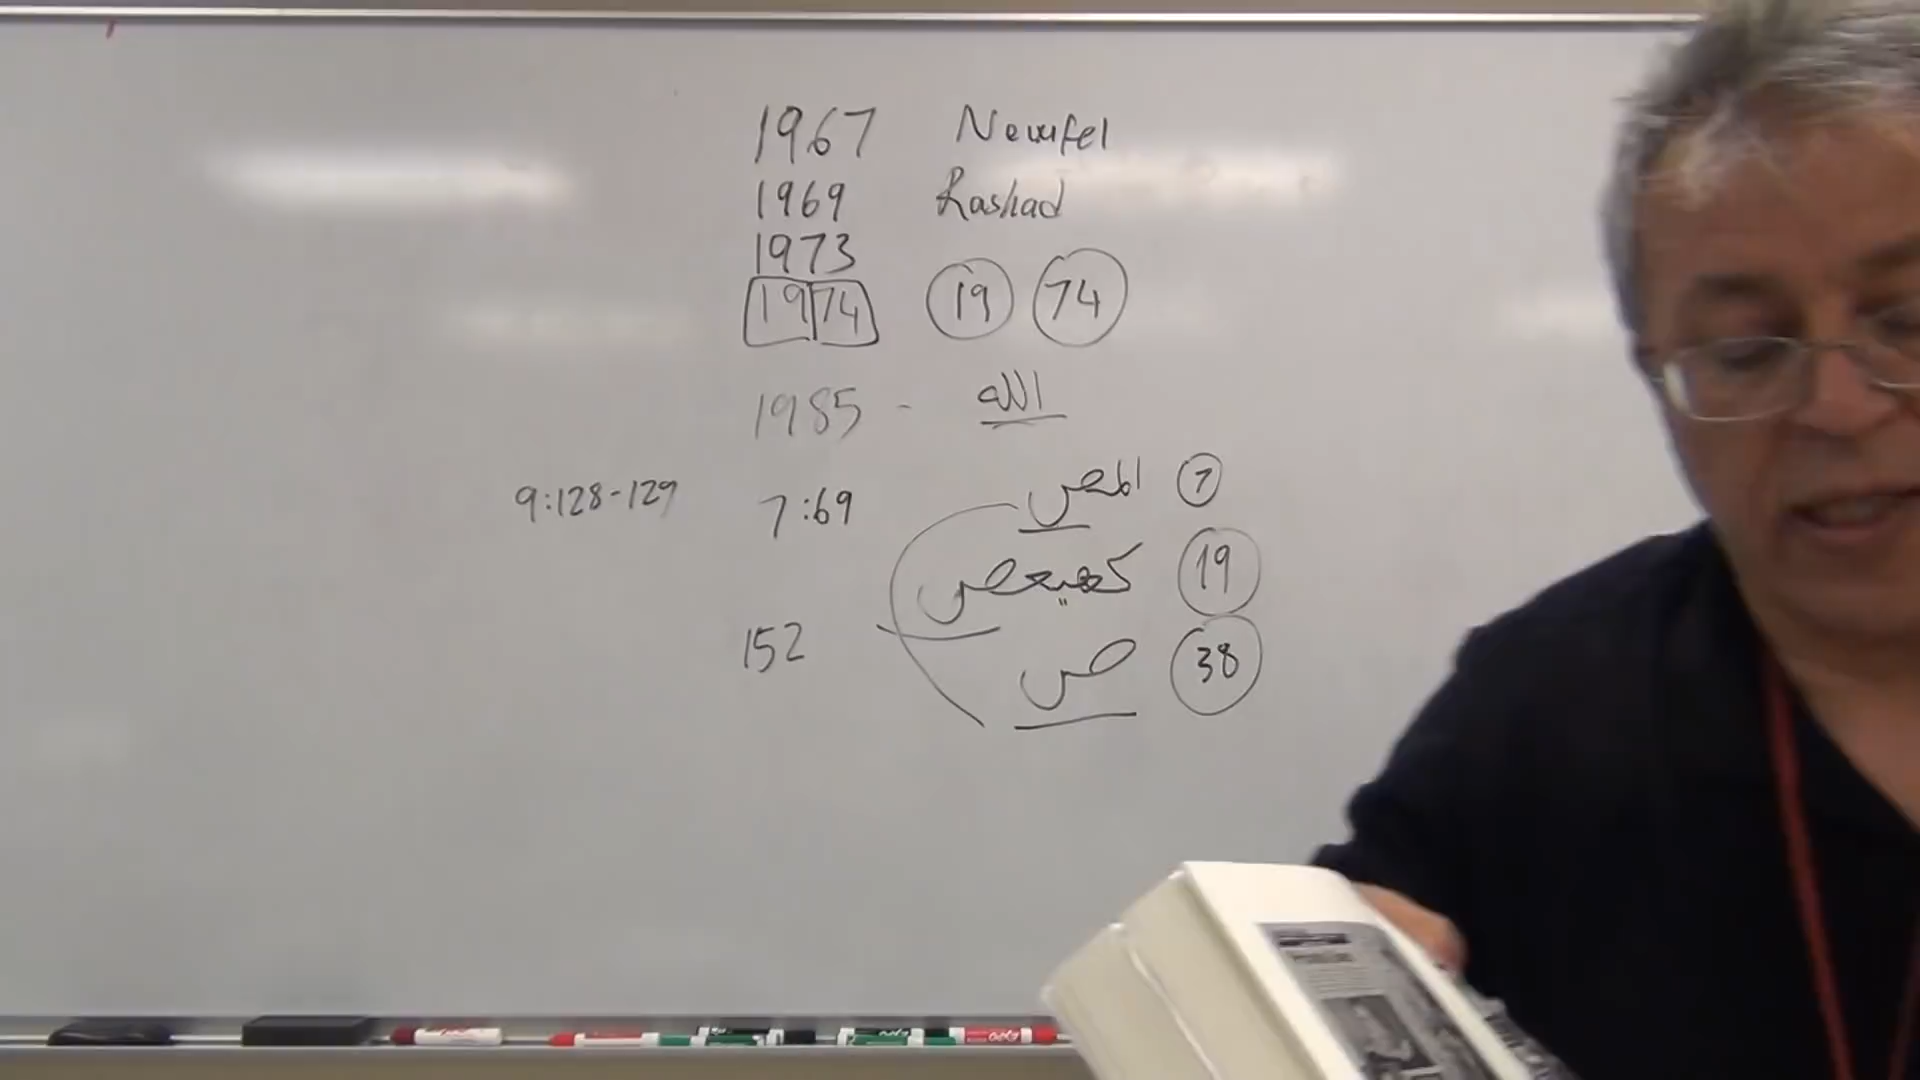 1967 Newfel
1969 Rashad
1973
1974 19 74
1985 - الله
9:128-129 7:69 المص 7
كهيعص 19
152 ص 38